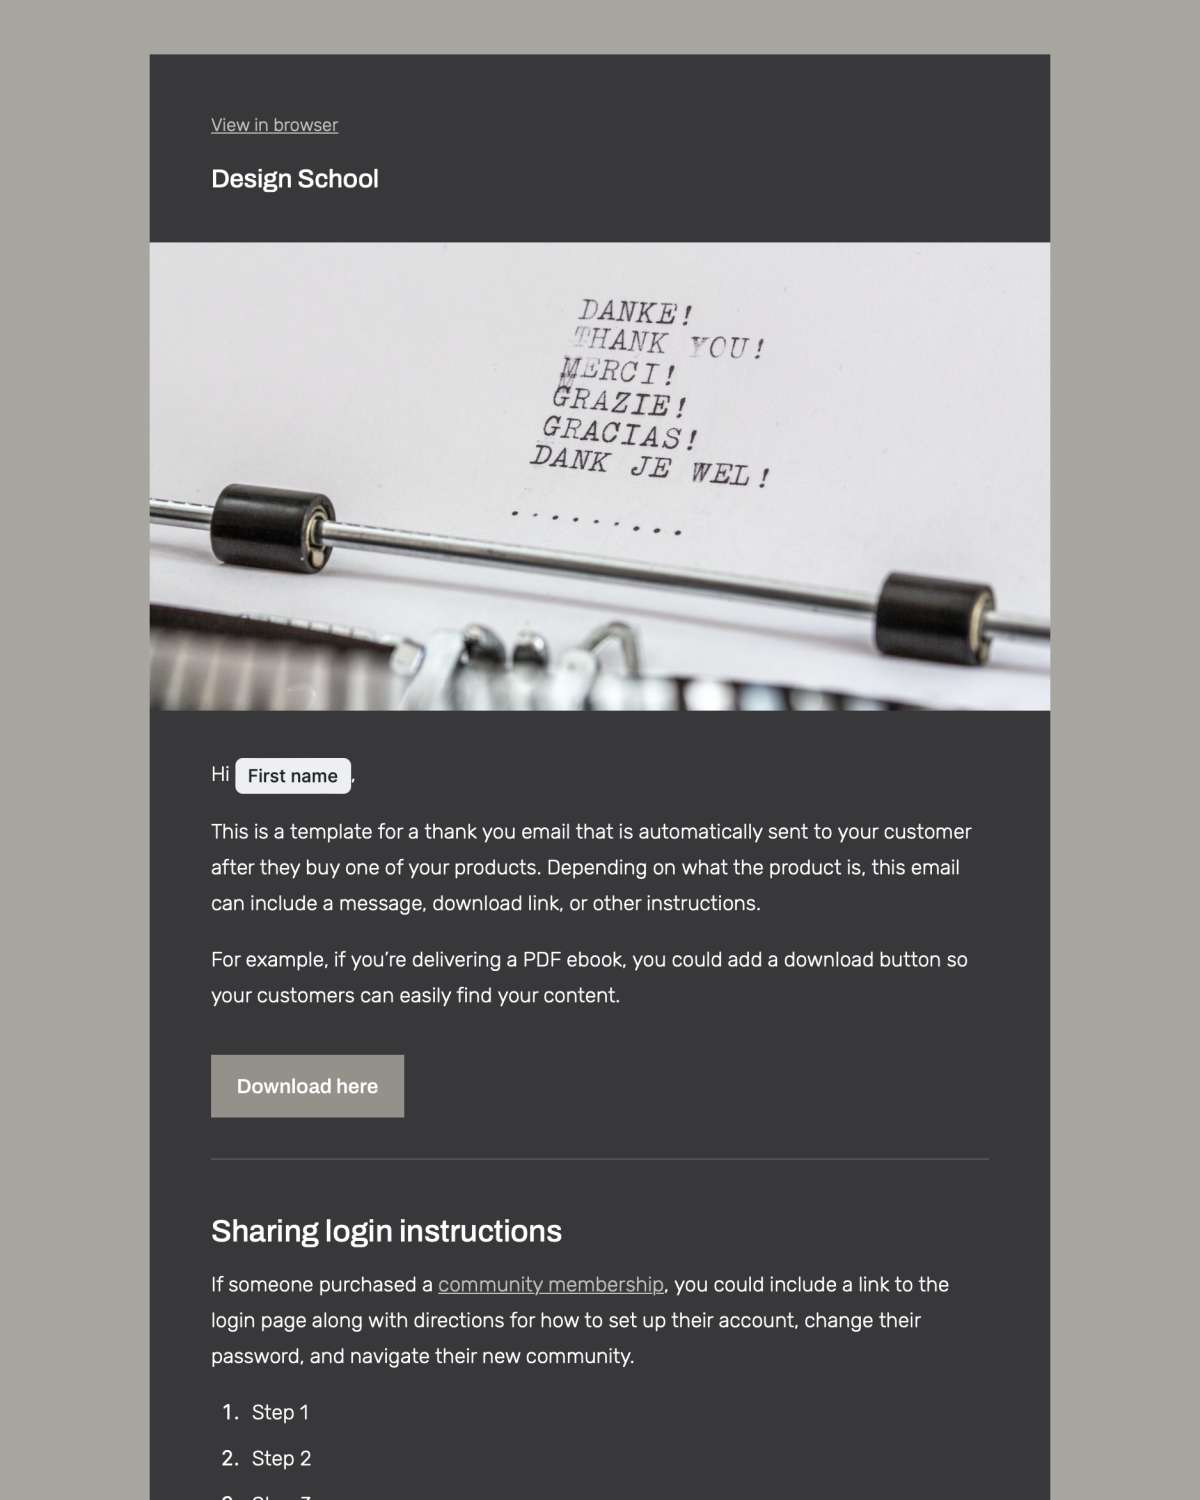 View in browser
Design School
DANKE!
THANK YOU!
MERCI!
GRAZIE!
GRACIAS!
DANK JE WEL!
.........
Hi First name,
This is a template for a thank you email that is automatically sent to your customer
after they buy one of your products. Depending on what the product is, this email
can include a message, download link, or other instructions.
For example, if you’re delivering a PDF ebook, you could add a download button so
your customers can easily find your content.
Download here
Sharing login instructions
If someone purchased a community membership, you could include a link to the
login page along with directions for how to set up their account, change their
password, and navigate their new community.
1. Step 1
2. Step 2